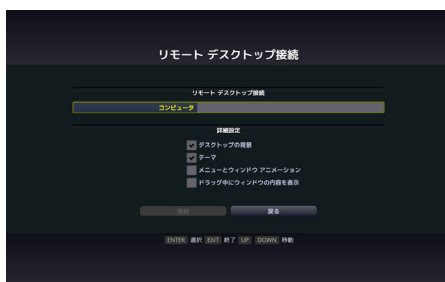 リモート デスクトップ接続
リモート デスクトップ接続
コンピュータ
詳細設定
デスクトップの背景
テーマ
メニューとウィンドウ アニメーション
ドラッグ中にウィンドウの内容を表示
接続 戻る
ENTER 選択 EXIT 終了 UP DOWN 移動